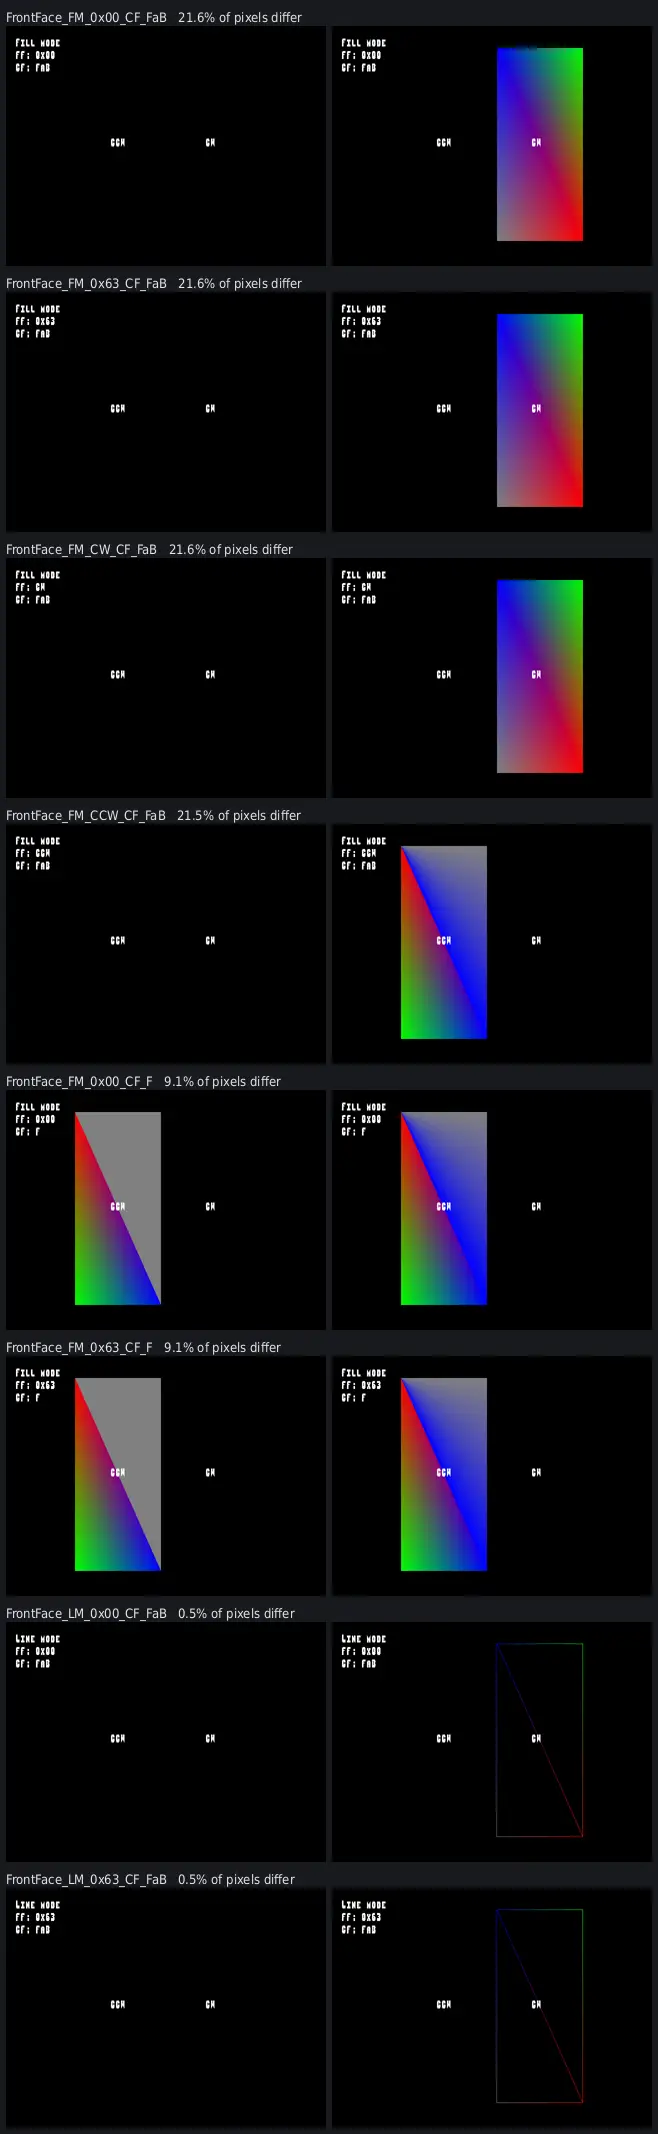 FrontFace_FM_0x00_CF_FaB 21.6% of pixels differ
FILL MODE
FF: 0X00
CF: FAB
CCW CW
FILL MODE
FF: 0X00
CF: FAB
CCW CW
FrontFace_FM_0x63_CF_FaB 21.6% of pixels differ
FILL MODE
FF: 0X63
CF: FAB
CCW CW
FILL MODE
FF: 0X63
CF: FAB
CCW CW
FrontFace_FM_CW_CF_FaB 21.6% of pixels differ
FILL MODE
FF: CW
CF: FAB
CCW CW
FILL MODE
FF: CW
CF: FAB
CCW CW
FrontFace_FM_CCW_CF_FaB 21.5% of pixels differ
FILL MODE
FF: CCW
CF: FAB
CCW CW
FILL MODE
FF: CCW
CF: FAB
CCW CW
FrontFace_FM_0x00_CF_F 9.1% of pixels differ
FILL MODE
FF: 0X00
CF: F
CCW CW
FILL MODE
FF: 0X00
CF: F
CCW CW
FrontFace_FM_0x63_CF_F 9.1% of pixels differ
FILL MODE
FF: 0X63
CF: F
CCW CW
FILL MODE
FF: 0X63
CF: F
CCW CW
FrontFace_LM_0x00_CF_FaB 0.5% of pixels differ
LINE MODE
FF: 0X00
CF: FAB
CCW CW
LINE MODE
FF: 0X00
CF: FAB
CCW CW
FrontFace_LM_0x63_CF_FaB 0.5% of pixels differ
LINE MODE
FF: 0X63
CF: FAB
CCW CW
LINE MODE
FF: 0X63
CF: FAB
CCW CW